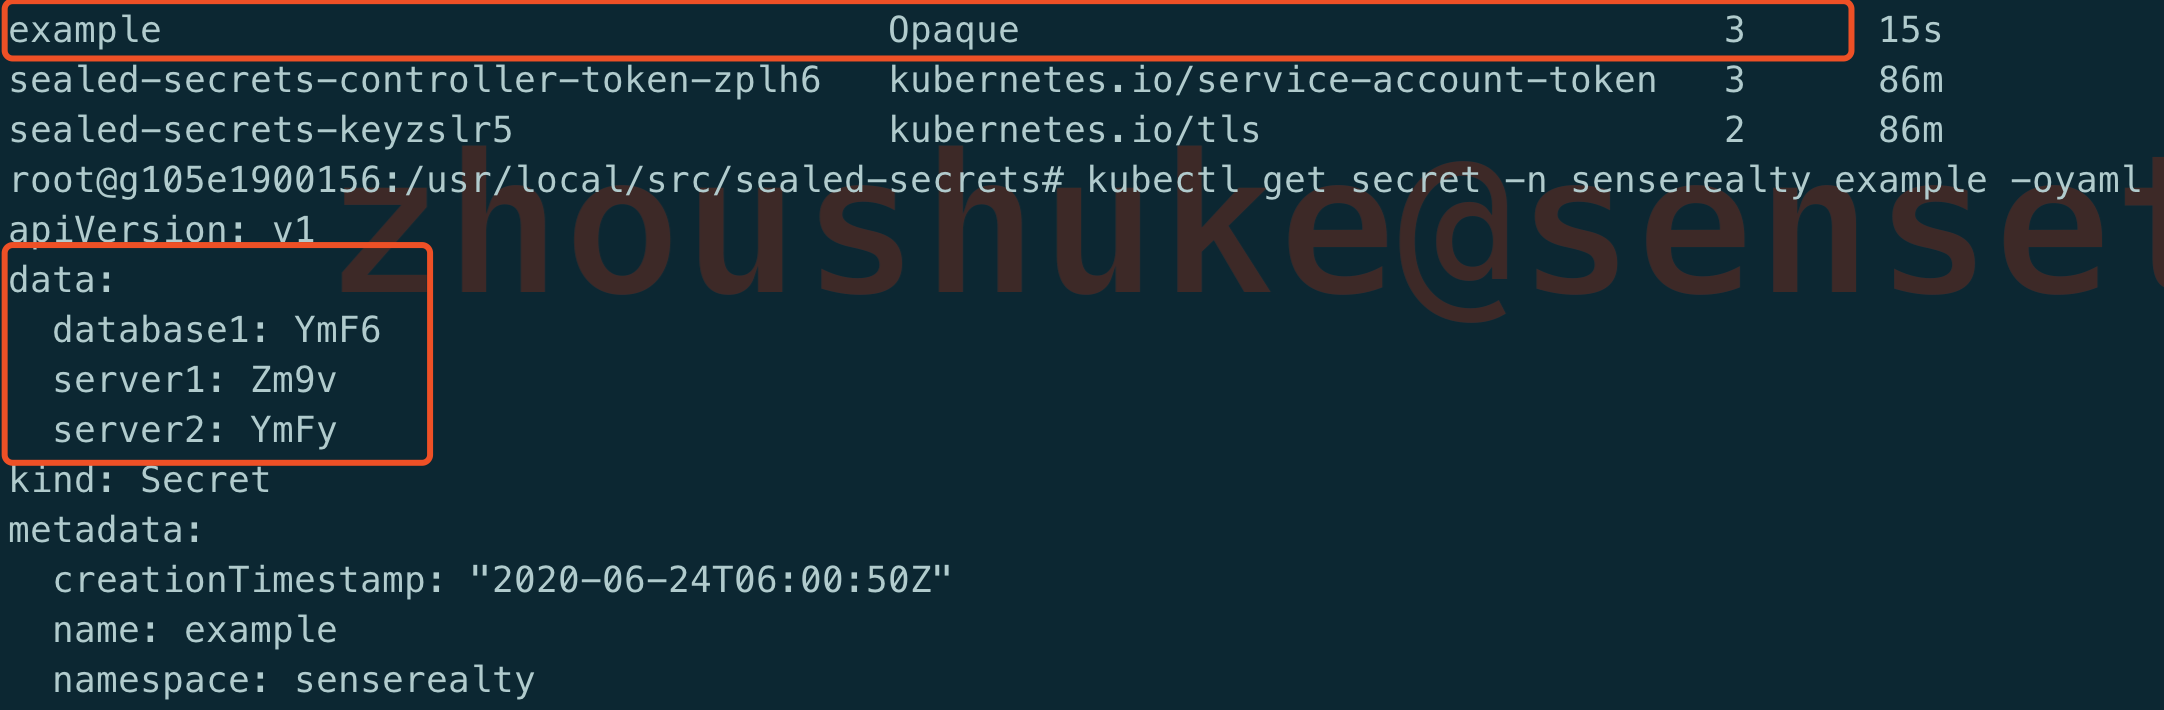 example Opaque 3 15s
sealed-secrets-controller-token-zplh6 kubernetes.io/service-account-token 3 86m
sealed-secrets-keyzslr5 kubernetes.io/tls 2 86m
root@g105e1900156:/usr/local/src/sealed-secrets# kubectl get secret -n senserealty example -oyaml
zhoushuke@senset
apiVersion: v1
data:
  database1: YmF6
  server1: Zm9v
  server2: YmFy
kind: Secret
metadata:
  creationTimestamp: "2020-06-24T06:00:50Z"
  name: example
  namespace: senserealty